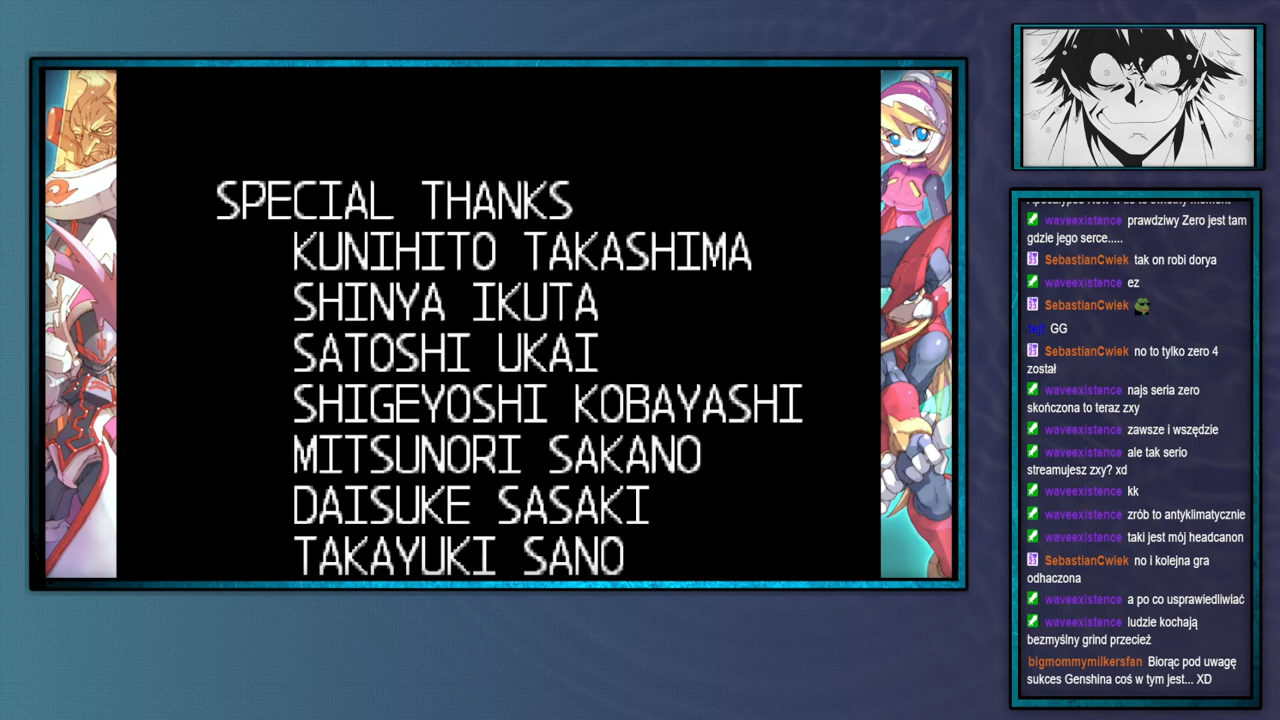 SPECIAL THANKS
KUNIHITO TAKASHIMA
SHINYA IKUTA
SATOSHI UKAI
SHIGEYOSHI KOBAYASHI
MITSUNORI SAKANO
DAISUKE SASAKI
TAKAYUKI SANO
waveexistence prawdziwy Zero jest tam
gdzie jego serce.....
SebastianCwiek tak on robi dorya
waveexistence ez
SebastianCwiek
tejl GG
SebastianCwiek no to tylko zero 4
został
waveexistence najs seria zero
skończona to teraz zxy
waveexistence zawsze i wszędzie
waveexistence ale tak serio
streamujesz zxy? xd
waveexistence kk
waveexistence zrób to antyklimatycznie
waveexistence taki jest mój headcanon
SebastianCwiek no i kolejna gra
odhaczona
waveexistence a po co usprawiedliwiać
waveexistence ludzie kochają
bezmyślny grind przecież
bigmommymilkersfan Biorąc pod uwagę
sukces Genshina coś w tym jest... XD